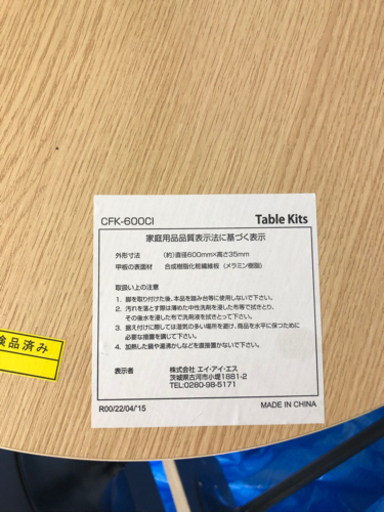 CFK-600CI Table Kits
家庭用品品質表示法に基づく表示
外形寸法 (約)直径600mm×高さ35mm
甲板の表面材 合成樹脂化粧繊維板(メラミン樹脂)
取扱い上の注意
1. 脚を取り付けた後、本品を踏み台等に使用しないで下さい。
2. 汚れを落とす際は薄めた中性洗剤を浸した布等で拭きとり、
その後水を浸した布で洗剤液を拭きとって下さい。
3. 据え付けに際しては湿気の多い場所を避け、商品を水平に保つために
必要な措置を講じて下さい。
4. 加熱した鍋や湯沸かしなどを直接置かないで下さい。
表示者 株式会社 エイ・アイ・エス
茨城県古河市小堤1881-2
TEL:0280-98-5171
R00/22/04/'15 MADE IN CHINA
検品済み